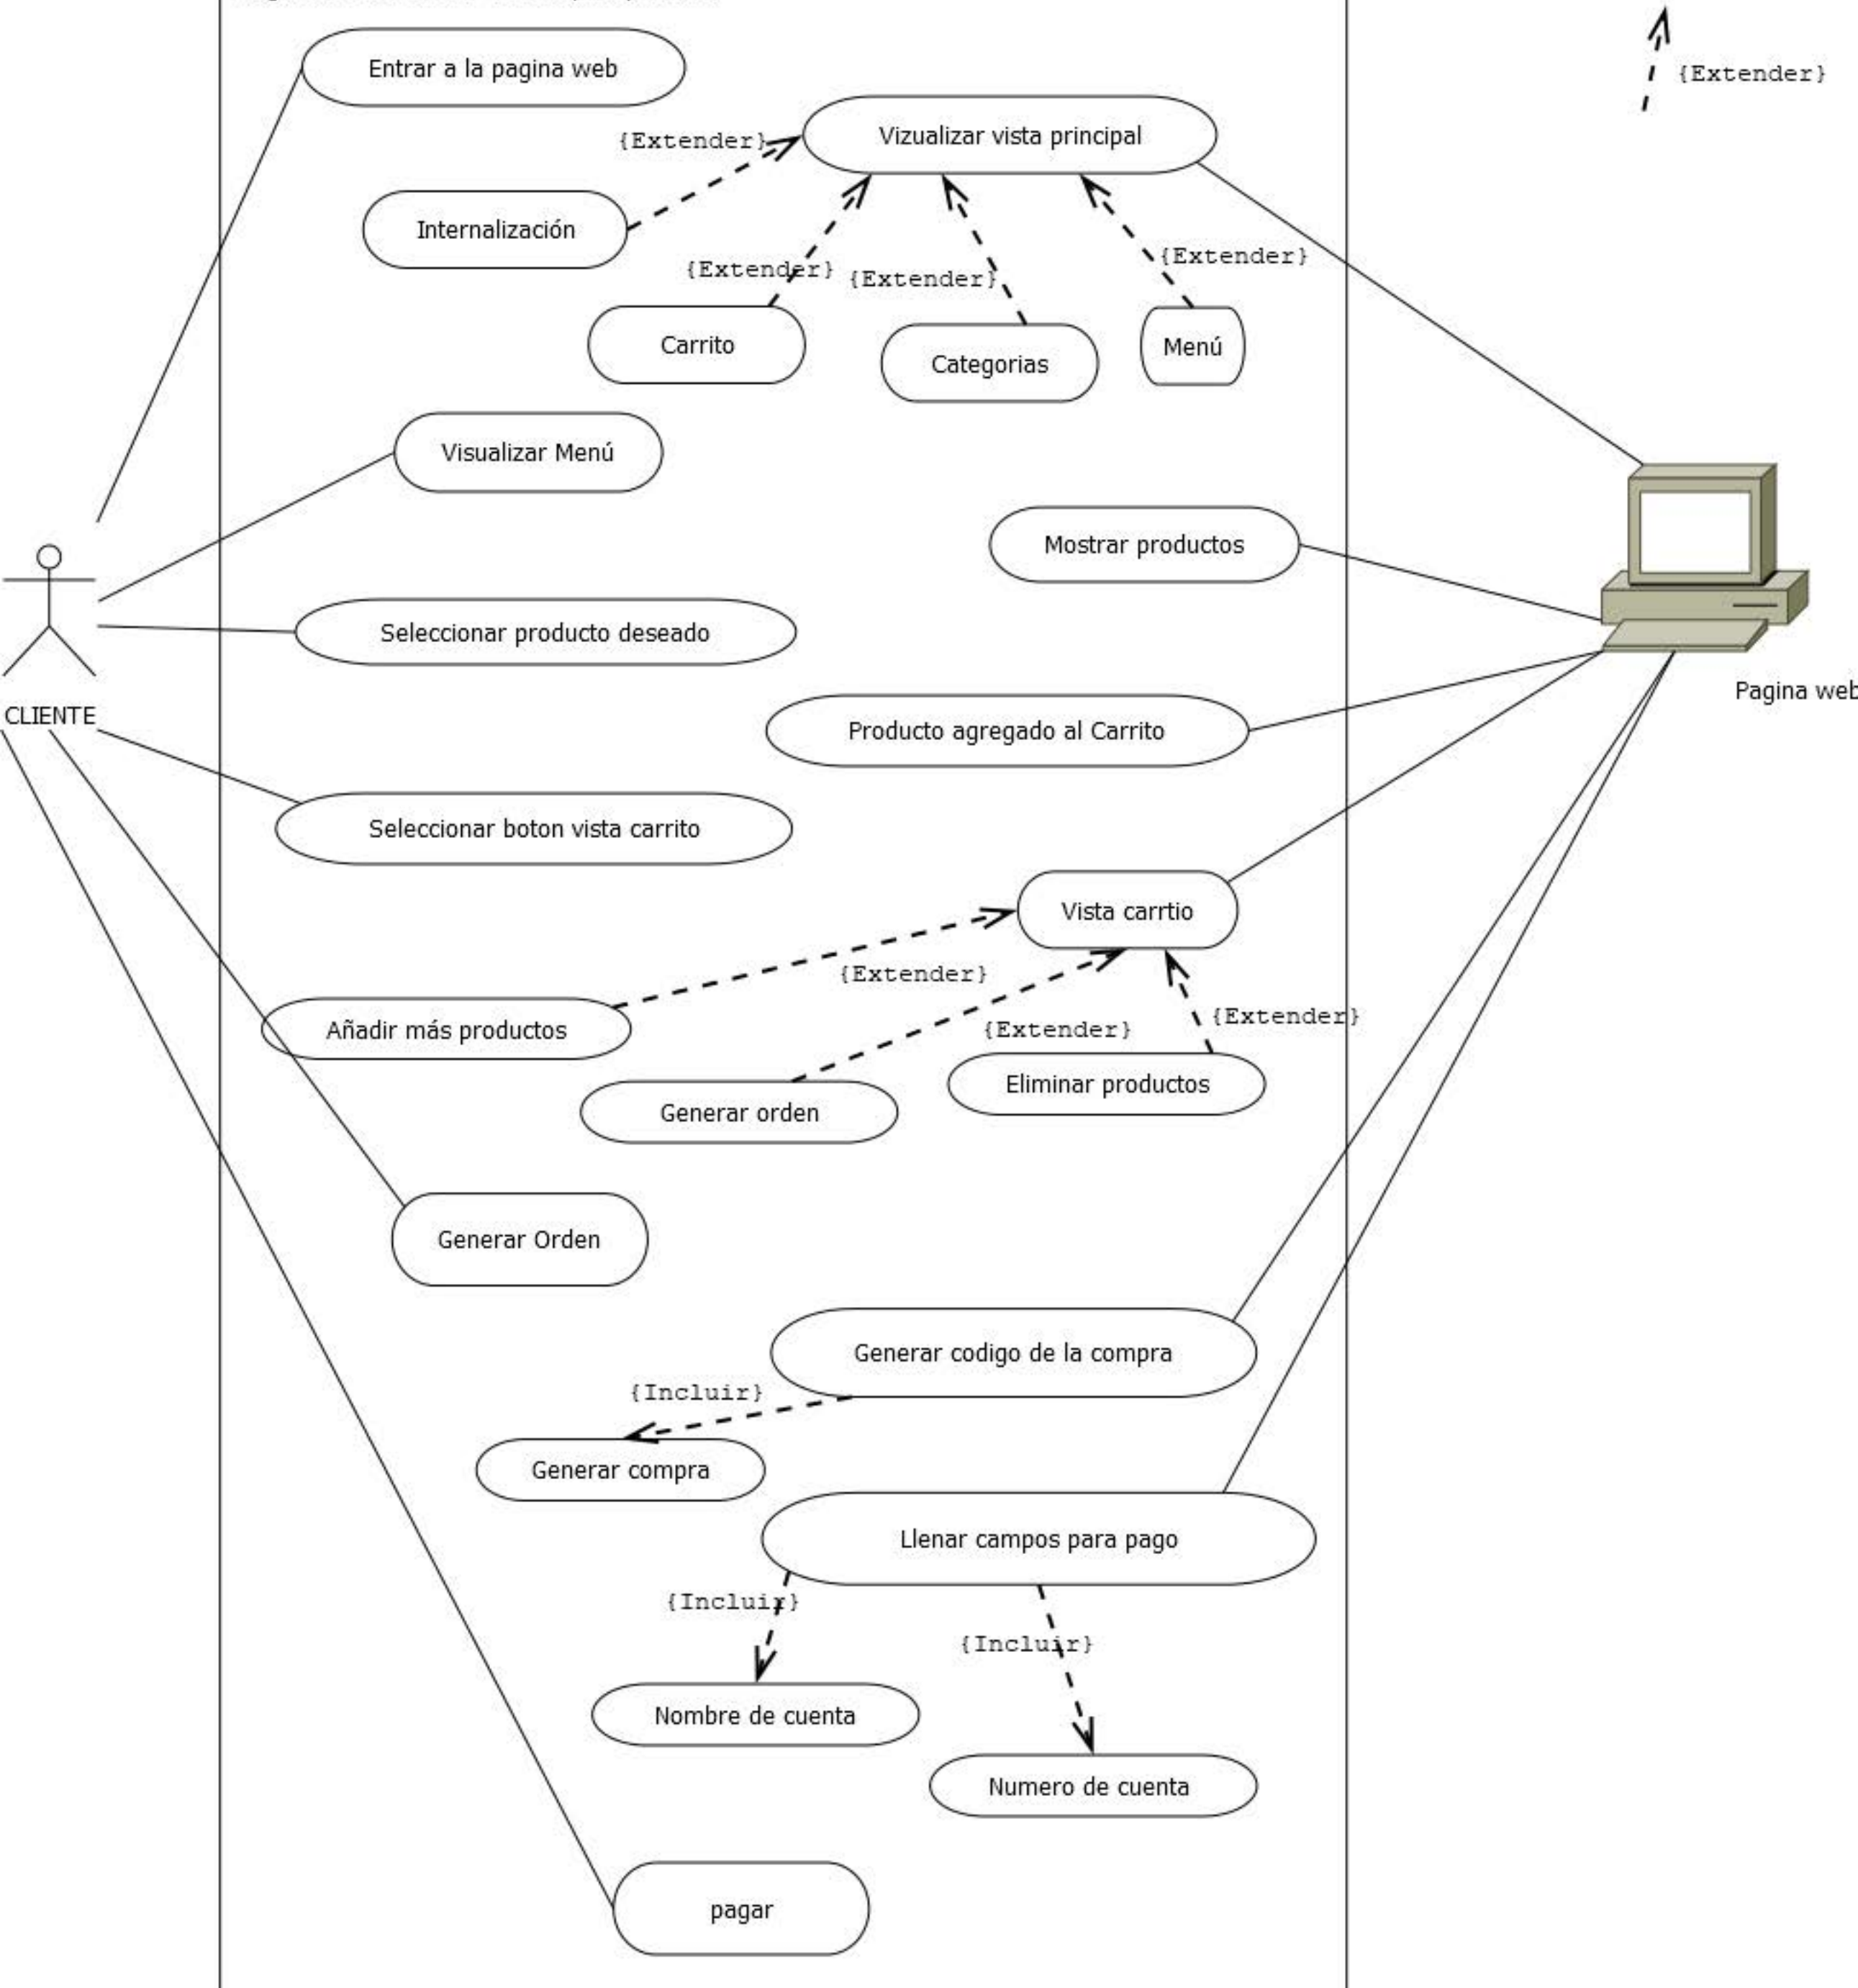 Entrar a la pagina web
{Extender}
Vizualizar vista principal
{Extender}
Internalización
{Extender}
{Extender}
{Extender}
Carrito
Categorias
Menú
Visualizar Menú
Mostrar productos
Seleccionar producto deseado
Pagina web
CLIENTE
Producto agregado al Carrito
Seleccionar boton vista carrito
Vista carrtio
{Extender}
{Extender}
{Extender}
Añadir más productos
Eliminar productos
Generar orden
Generar Orden
Generar codigo de la compra
{Incluir}
Generar compra
Llenar campos para pago
{Incluir}
{Incluir}
Nombre de cuenta
Numero de cuenta
pagar